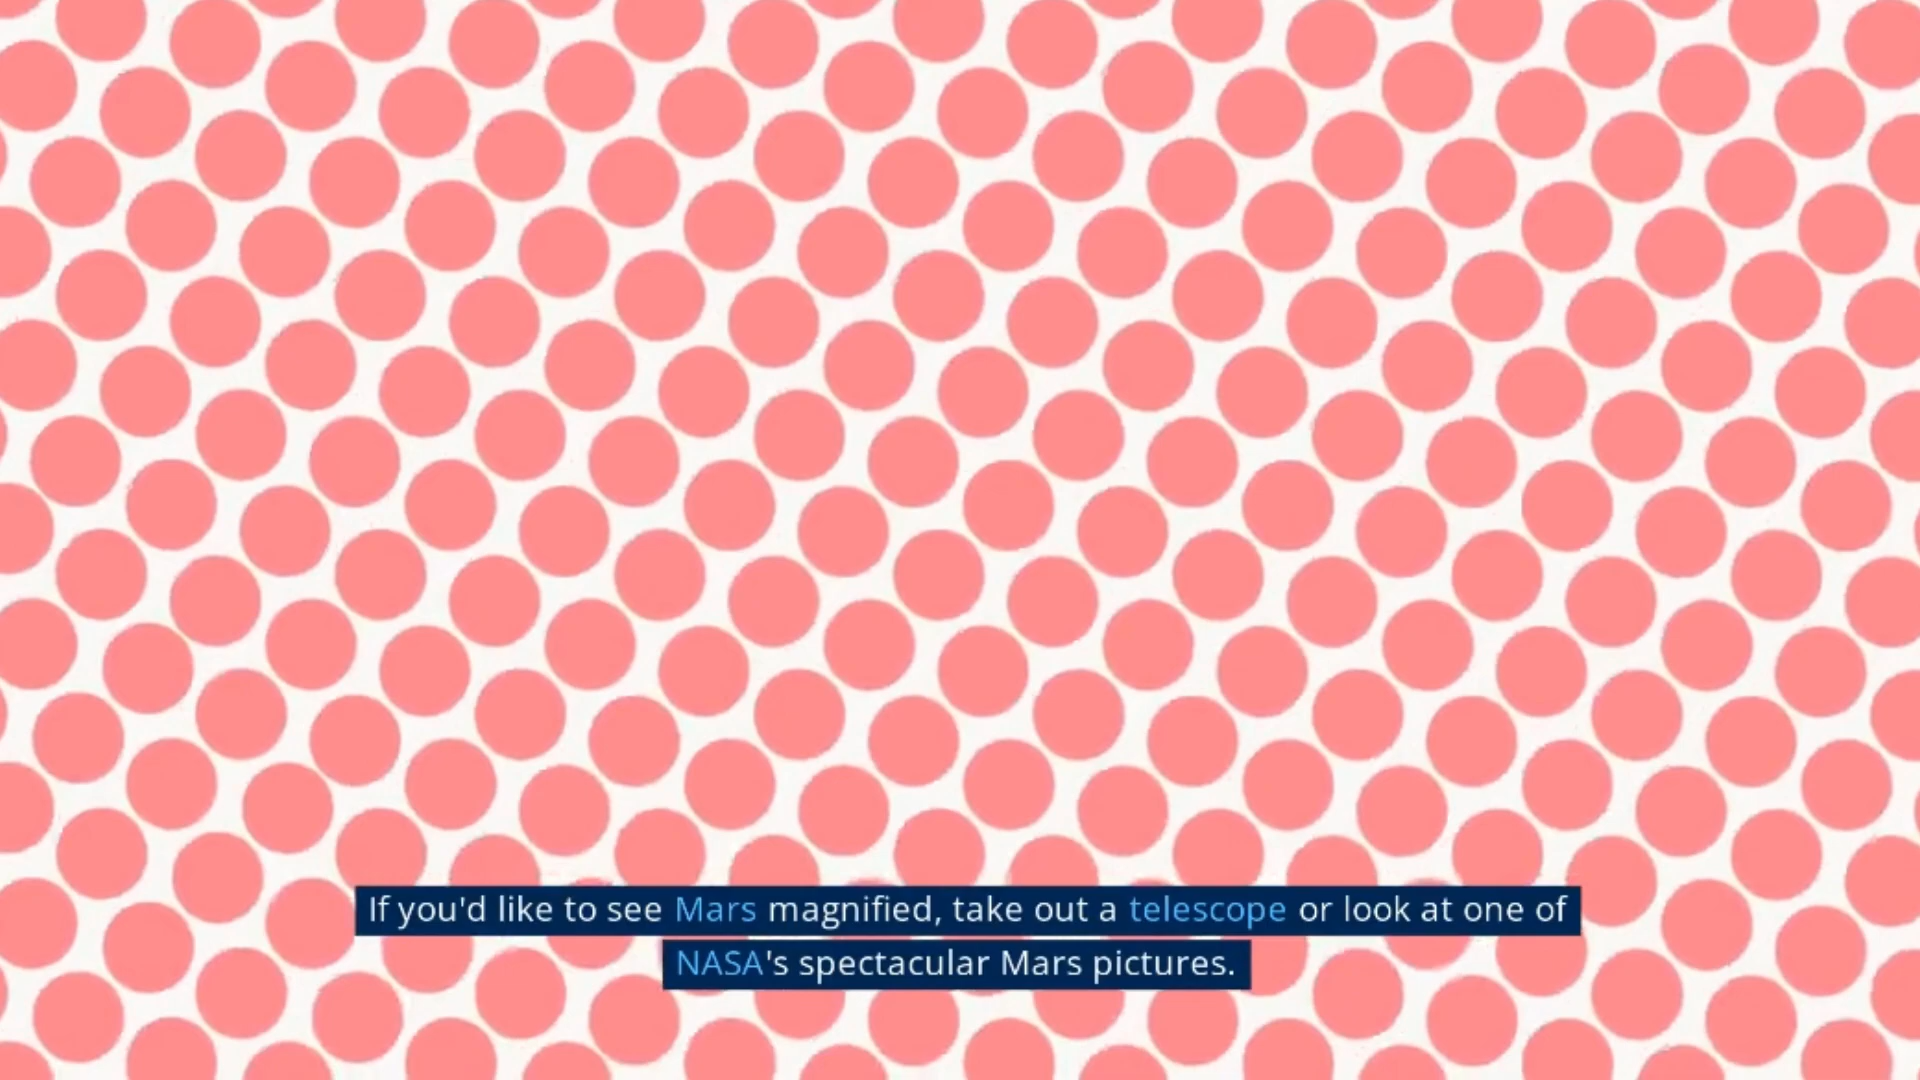 If you'd like to see Mars magnified, take out a telescope or look at one of
NASA's spectacular Mars pictures.